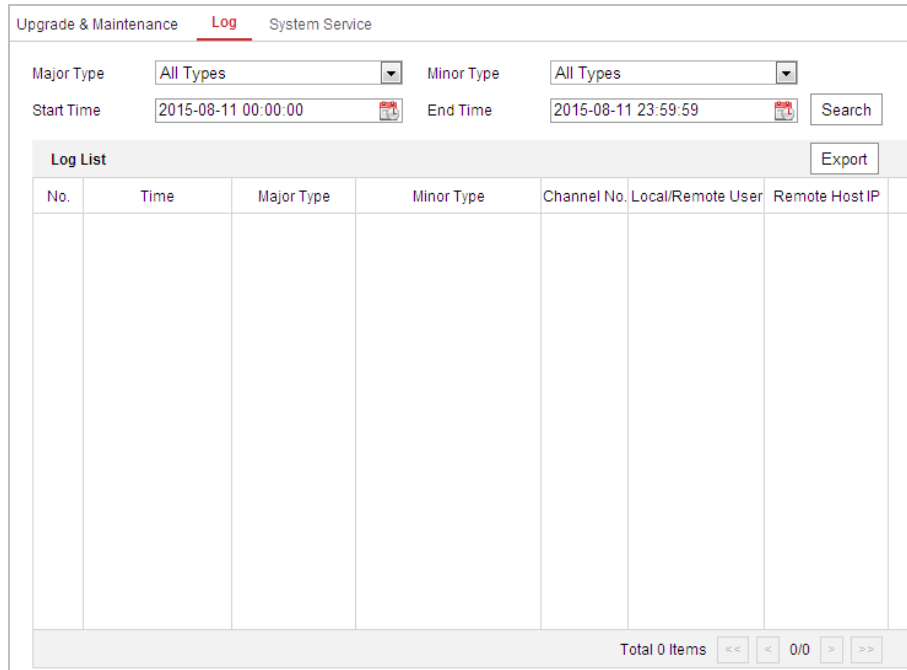 Upgrade & Maintenance Log System Service
Major Type All Types Minor Type All Types
Start Time 2015-08-11 00:00:00 End Time 2015-08-11 23:59:59 Search
Log List Export
No. Time Major Type Minor Type Channel No. Local/Remote User Remote Host IP
Total 0 Items << < 0/0 > >>